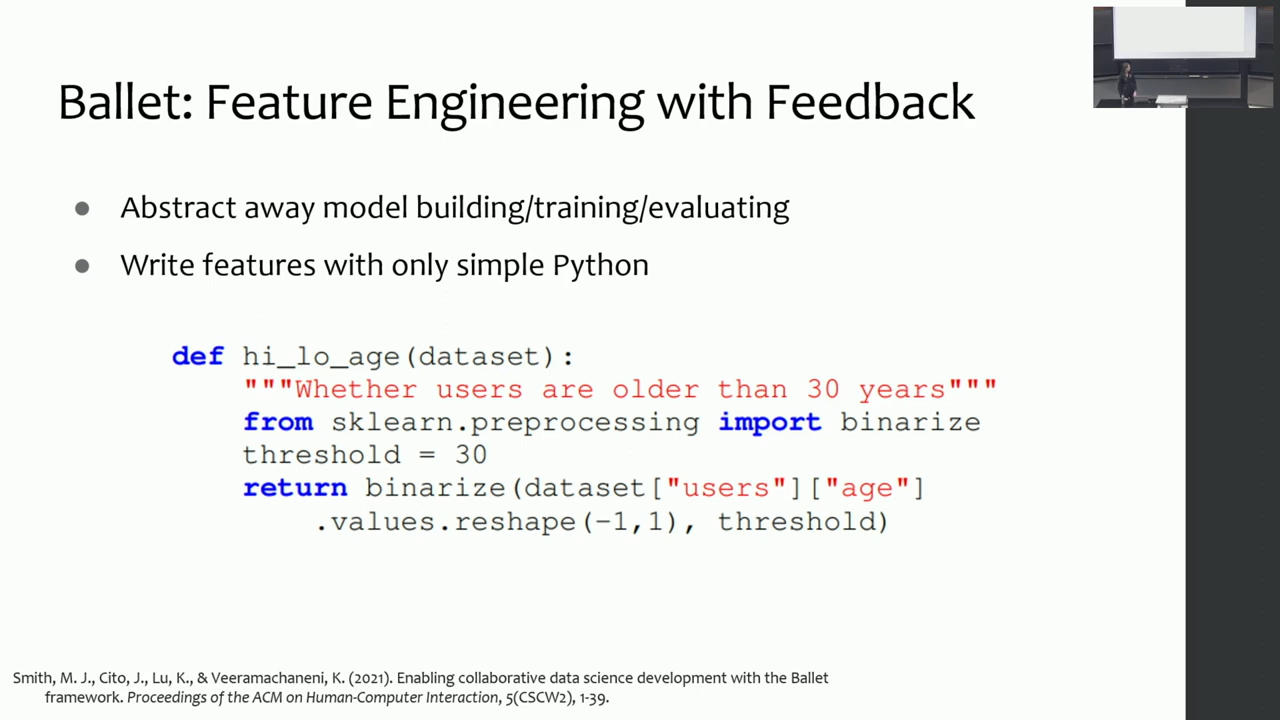 Ballet: Feature Engineering with Feedback
● Abstract away model building/training/evaluating
● Write features with only simple Python
def hi_lo_age(dataset):
"""Whether users are older than 30 years"""
from sklearn.preprocessing import binarize
threshold = 30
return binarize(dataset["users"]["age"]
.values.reshape(-1,1), threshold)
Smith, M. J., Cito, J., Lu, K., & Veeramachaneni, K. (2021). Enabling collaborative data science development with the Ballet
framework. Proceedings of the ACM on Human-Computer Interaction, 5(CSCW2), 1-39.